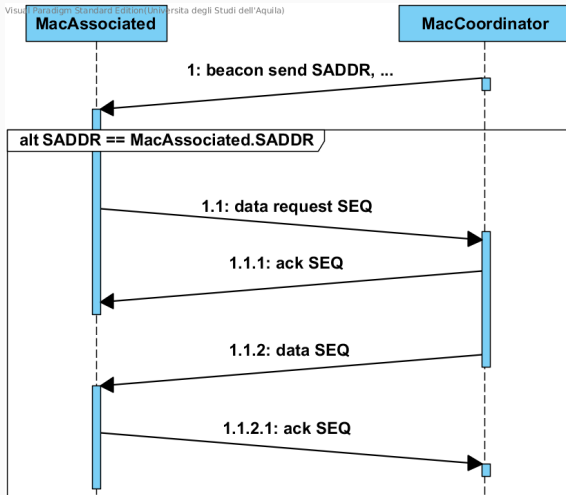 Visual Paradigm Standard Edition(Universita degli Studi dell'Aquila)
MacAssociated
MacCoordinator
1: beacon send SADDR, ...
alt SADDR == MacAssociated.SADDR
1.1: data request SEQ
1.1.1: ack SEQ
1.1.2: data SEQ
1.1.2.1: ack SEQ